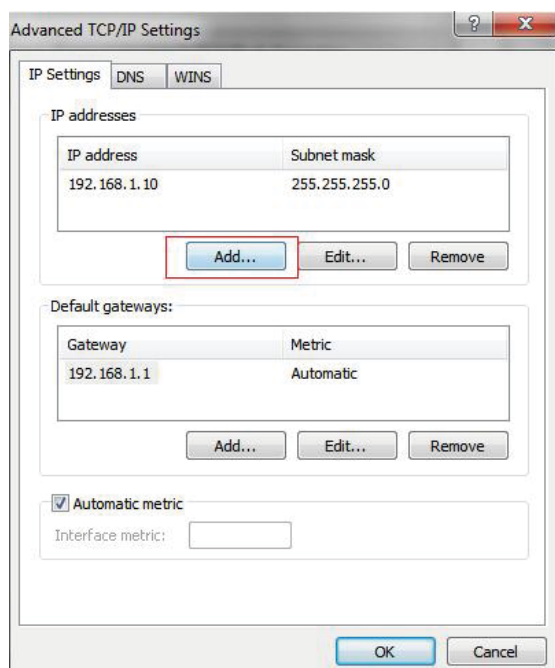 Advanced TCP/IP Settings
?
x
IP Settings DNS WINS
IP addresses
IP address Subnet mask
192.168.1.10 255.255.255.0
Add... Edit... Remove
Default gateways:
Gateway Metric
192.168.1.1 Automatic
Add... Edit... Remove
Automatic metric
Interface metric:
OK Cancel